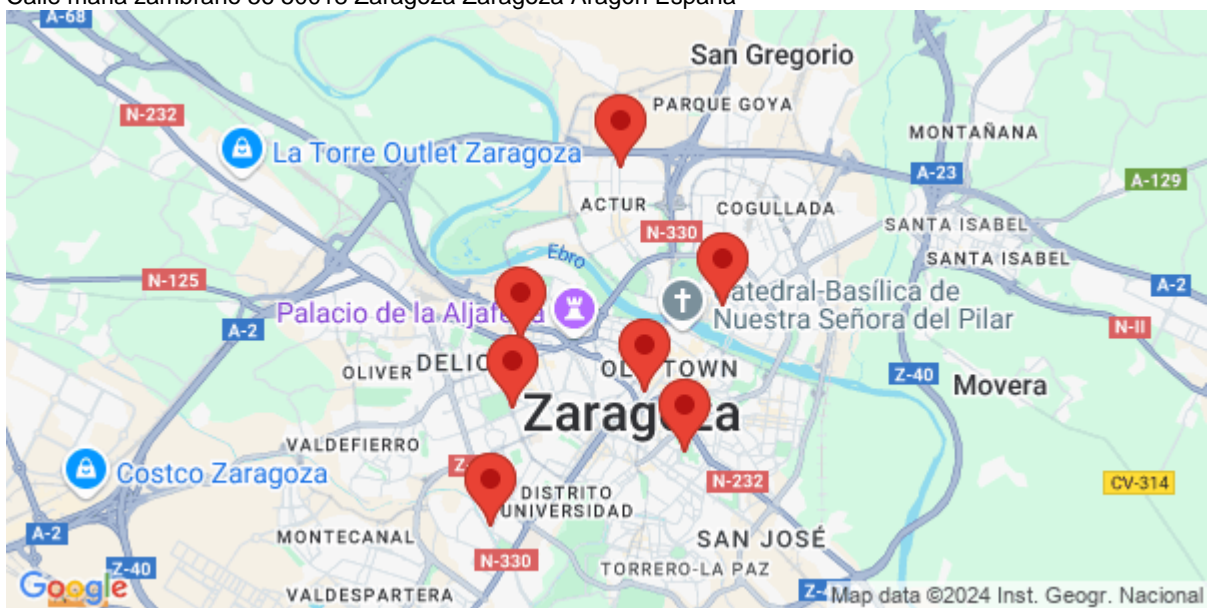 A-68
San Gregorio
PARQUE GOYA
N-232
MONTAÑANA
La Torre Outlet Zaragoza
A-23
A-129
ACTUR
COGULLADA
SANTA ISABEL
N-330
Ebro
SANTA ISABEL
N-125
A-2
Palacio de la
Catedral-Basílica de
Nuestra Señora del Pilar
A-2
N-II
OLIVER
TOWN
Z-40
Movera
Zaragoza
VALDEFIERRO
Costco Zaragoza
N-232
CV-314
DISTRITO
UNIVERSIDAD
A-2
MONTECANAL
SAN JOSÉ
N-330
Z-40
TORRERO-LA PAZ
Google
VALDESPARTERA
Map data ©2024 Inst. Geogr. Nacional